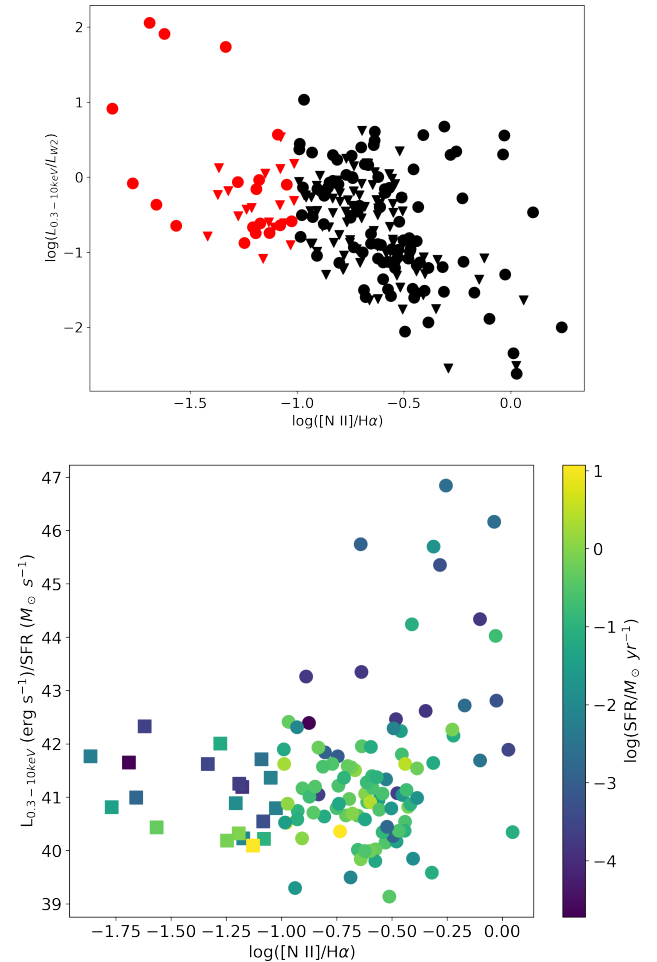 2
1
0
−1
−2
log(L0.3−10keV/LW2)
−1.5 −1.0 −0.5 0.0
log([N II]/Hα)
47
46
45
44
43
42
41
40
39
L0.3−10keV (erg s−1)/SFR (M⊙ s−1)
−1.75 −1.50 −1.25 −1.00 −0.75 −0.50 −0.25 0.00
log([N II]/Hα)
1
0
−1
−2
−3
−4
log(SFR/M⊙ yr−1)